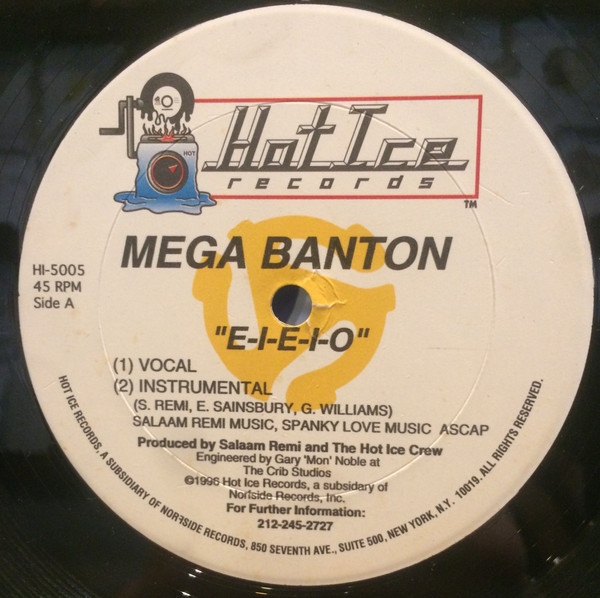 HOT
Hot Ice
records
TM
MEGA BANTON
HI-5005
45 RPM
Side A
"E-I-E-I-O"
(1) VOCAL
(2) INSTRUMENTAL
(S. REMI, E. SAINSBURY, G. WILLIAMS)
SALAAM REMI MUSIC, SPANKY LOVE MUSIC ASCAP
Produced by Salaam Remi and The Hot Ice Crew
Engineered by Gary 'Mon' Noble at
The Crib Studios
©1996 Hot Ice Records, a subsidary of
Norfside Records, Inc.
For Further Information:
212-245-2727
HOT ICE RECORDS, A SUBSIDIARY OF NORFSIDE RECORDS, 850 SEVENTH AVE., SUITE 500, NEW YORK, N.Y. 10019. ALL RIGHTS RESERVED.